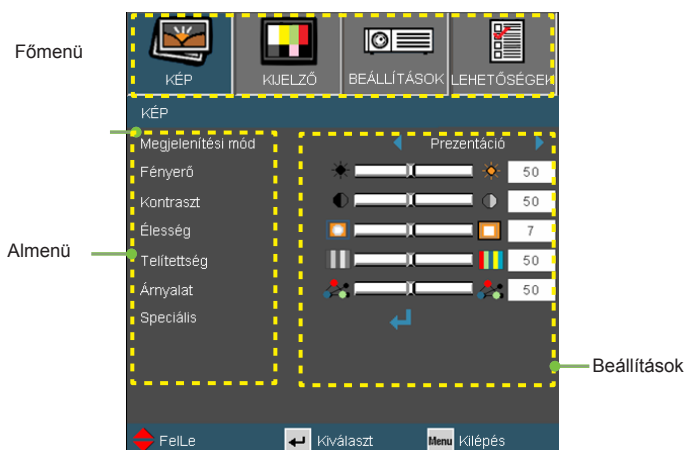 Főmenü
KÉP
KIJELZŐ
BEÁLLÍTÁSOK
LEHETŐSÉGEK
KÉP
Megjelenítési mód
Prezentáció
Fényerő
50
Kontraszt
50
Élesség
7
Almenü
Telítettség
50
Árnyalat
50
Speciális
Beállítások
FelLe
Kiválaszt
Menu Kilépés